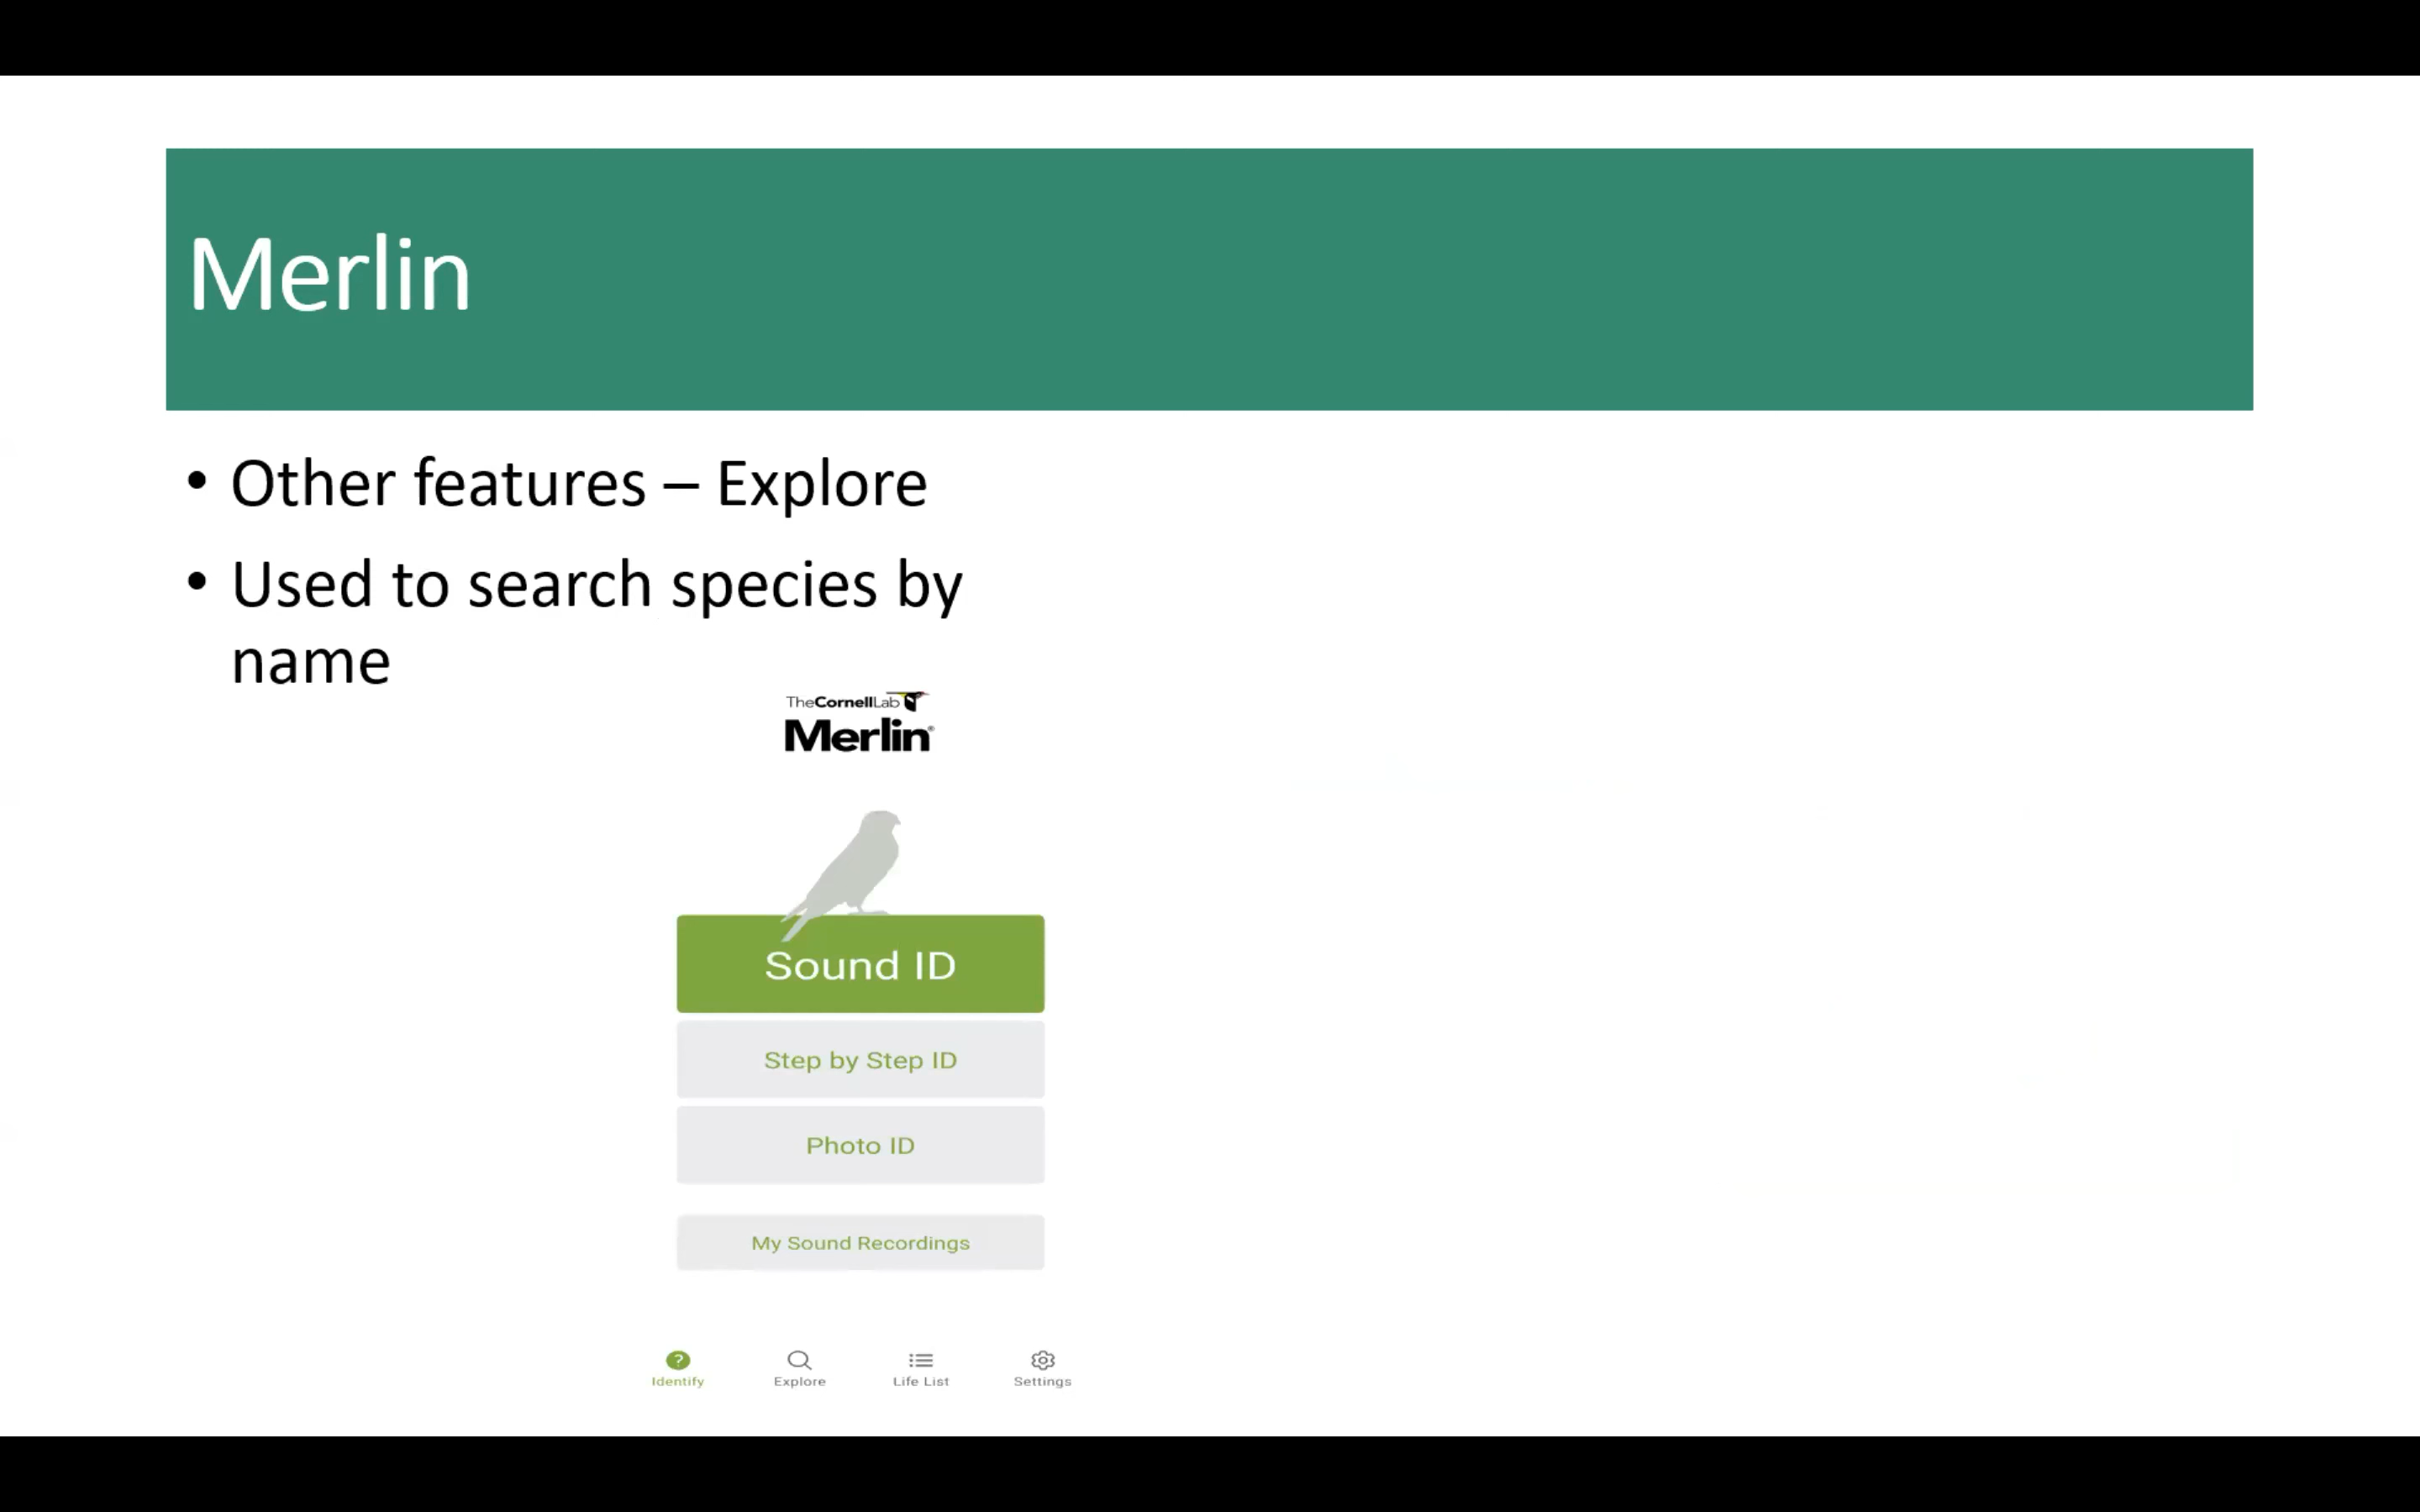 Merlin
• Other features – Explore
• Used to search species by
name
TheCornellLab
Merlin®
Sound ID
Step by Step ID
Photo ID
My Sound Recordings
?
Identify Explore Life List Settings